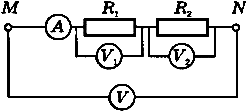 M A R₁ R₂ N
V₁ V₂
V